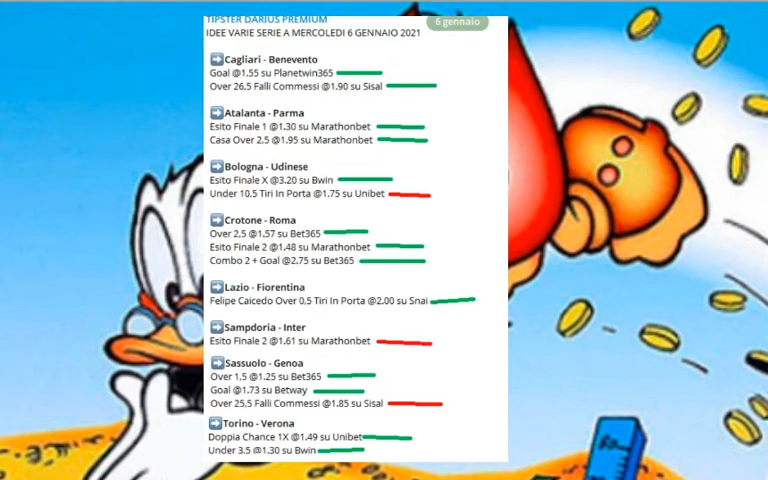 TIPSTER DARIUS PREMIUM
6 gennaio
IDEE VARIE SERIE A MERCOLEDI 6 GENNAIO 2021
➡Cagliari - Benevento
Goal @1.55 su Planetwin365
Over 26,5 Falli Commessi @1.90 su Sisal
➡Atalanta - Parma
Esito Finale 1 @1.30 su Marathonbet
Casa Over 2,5 @1.95 su Marathonbet
➡Bologna - Udinese
Esito Finale X @3.20 su Bwin
Under 10,5 Tiri In Porta @1.75 su Unibet
➡Crotone - Roma
Over 2,5 @1.57 su Bet365
Esito Finale 2 @1.48 su Marathonbet
Combo 2 + Goal @2.75 su Bet365
➡Lazio - Fiorentina
Felipe Caicedo Over 0,5 Tiri In Porta @2.00 su Snai
➡Sampdoria - Inter
Esito Finale 2 @1.61 su Marathonbet
➡Sassuolo - Genoa
Over 1,5 @1.25 su Bet365
Goal @1.73 su Betway
Over 25,5 Falli Commessi @1.85 su Sisal
➡Torino - Verona
Doppia Chance 1X @1.49 su Unibet
Under 3.5 @1.30 su Bwin